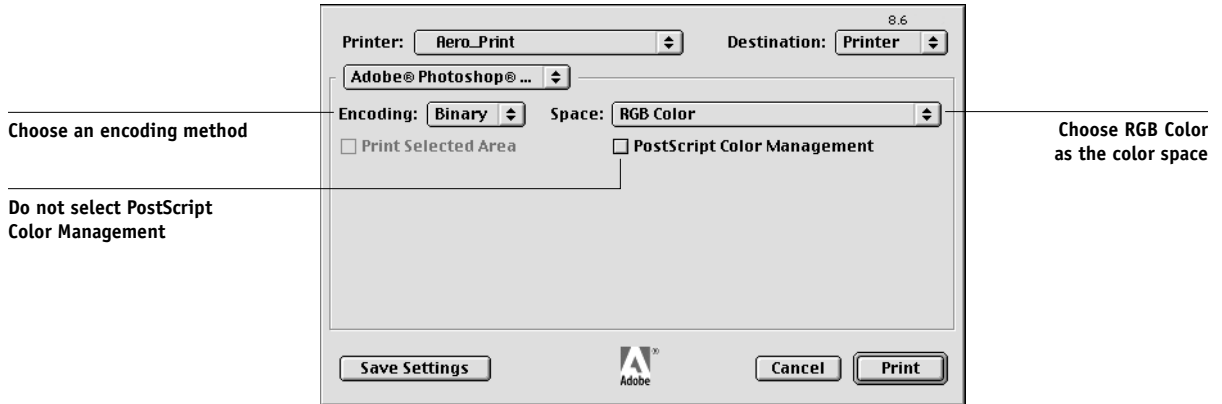 8.6
Printer: Aero_Print Destination: Printer
Adobe® Photoshop® ...
Encoding: Binary Space: RGB Color
Print Selected Area PostScript Color Management
Choose an encoding method
Choose RGB Color
as the color space
Do not select PostScript
Color Management
Save Settings Adobe ® Cancel Print